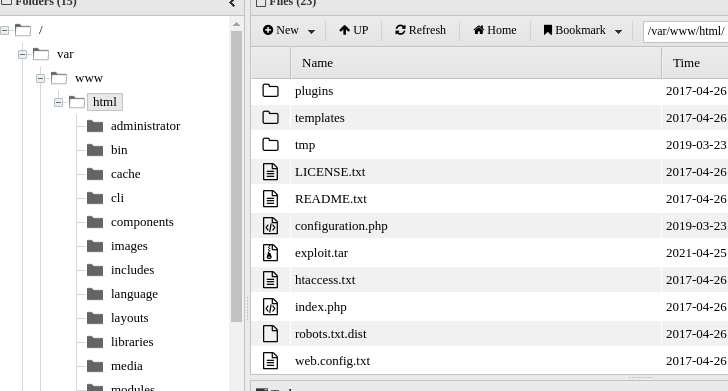 Folders (15)
/
var
www
html
administrator
bin
cache
cli
components
images
includes
language
layouts
libraries
media
modules
Files (23)
New UP Refresh Home Bookmark /var/www/html/
Name Time
plugins 2017-04-26
templates 2017-04-26
tmp 2019-03-23
LICENSE.txt 2017-04-26
README.txt 2017-04-26
configuration.php 2019-03-23
exploit.tar 2021-04-25
htaccess.txt 2017-04-26
index.php 2017-04-26
robots.txt.dist 2017-04-26
web.config.txt 2017-04-26